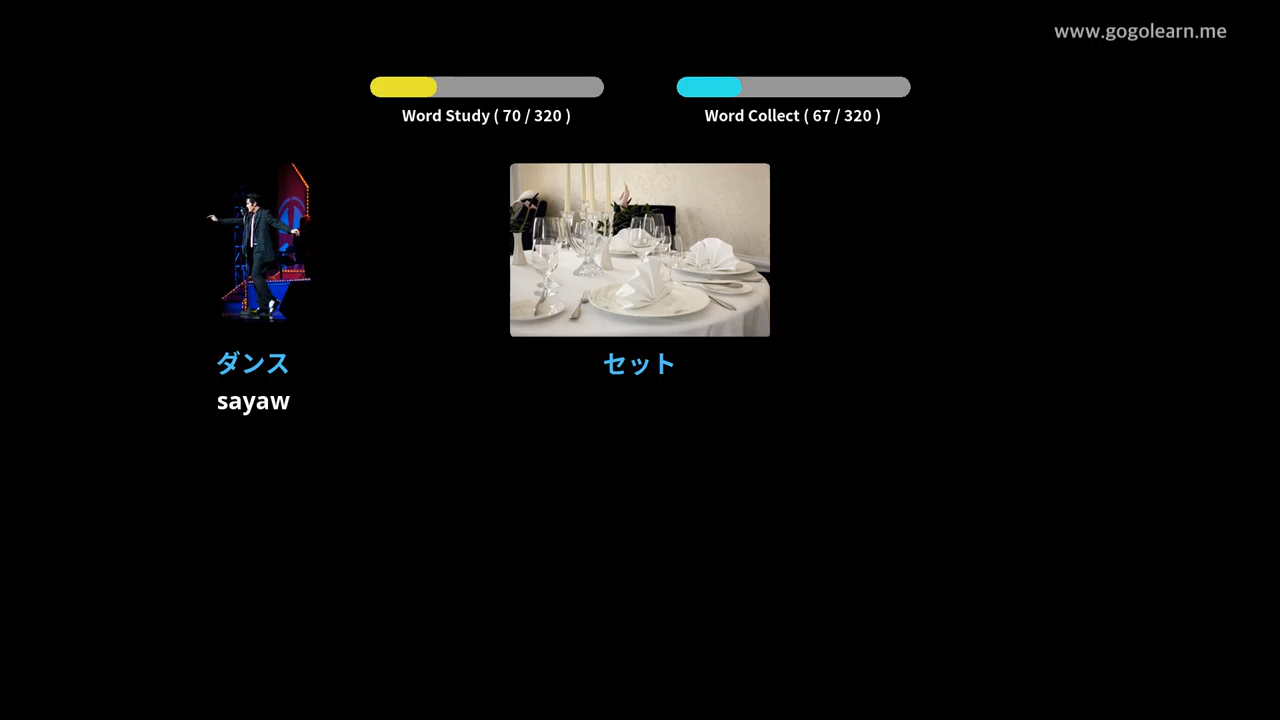 www.gogolearn.me
Word Study ( 70 / 320 )
Word Collect ( 67 / 320 )
ダンス
セット
sayaw